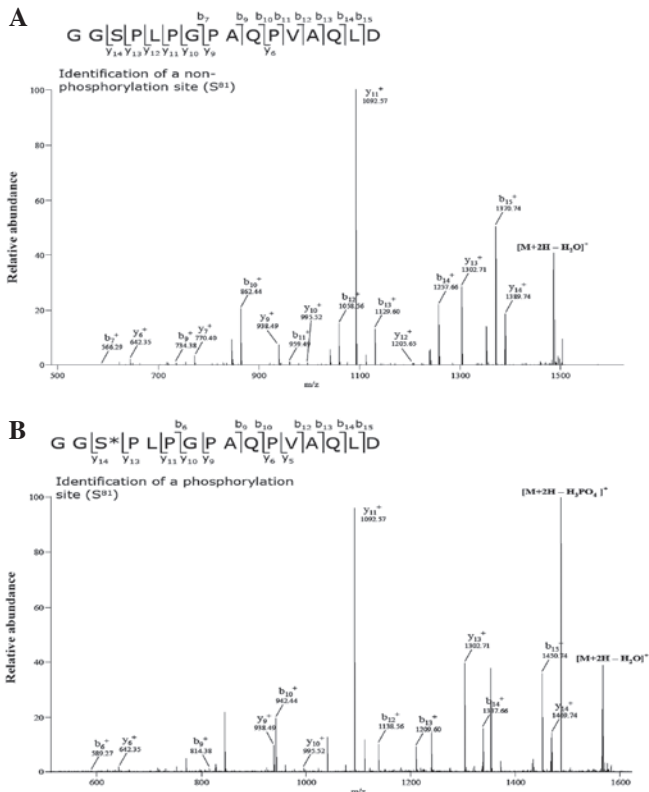 A
b7 b9 b10 b11 b12 b13 b14 b15
G G S P L P G P A Q P V A Q L D
y14 y13 y12 y11 y10 y9 y6
Identification of a non-
phosphorylation site (S81)
100
80
60
40
20
0
Relative abundance
y11+
1092.57
b15+
1370.74
[M+2H – H2O]+
y13+
1302.71
b14+
1257.66
y14+
1389.74
b10+
862.44
b12+
1058.56
b13+
1129.60
y10+
995.52
y9+
938.49
b11+
959.49
y12+
1205.65
b7+
566.29
y6+
642.35
b9+
734.38
y7+
770.40
500 700 900 1100 1300 1500
m/z
B
b6 b9 b10 b12 b13 b14 b15
G G S* P L P G P A Q P V A Q L D
y14 y13 y11 y10 y9 y6 y5
Identification of a phosphorylation
site (S81)
100
80
60
40
20
0
Relative abundance
[M+2H – H3PO4 ]+
y11+
1092.57
y13+
1302.71
b15+
1450.74
[M+2H – H2O]+
b14+
1337.66
y14+
1469.74
b10+
942.44
y9+
938.49
b12+
1138.56
b13+
1209.60
y10+
995.52
b6+
589.27
y6+
642.35
b9+
814.38
600 800 1000 1200 1400 1600
m/z